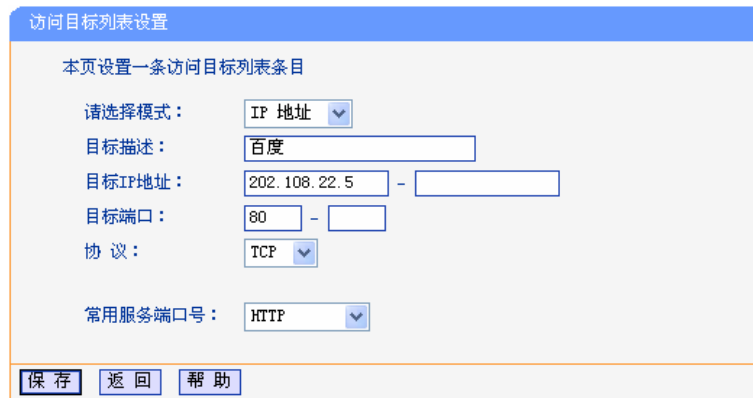 访问目标列表设置
本页设置一条访问目标列表条目
请选择模式： IP 地址
目标描述： 百度
目标IP地址： 202.108.22.5 -
目标端口： 80 -
协 议： TCP
常用服务端口号： HTTP
保 存 返 回 帮 助